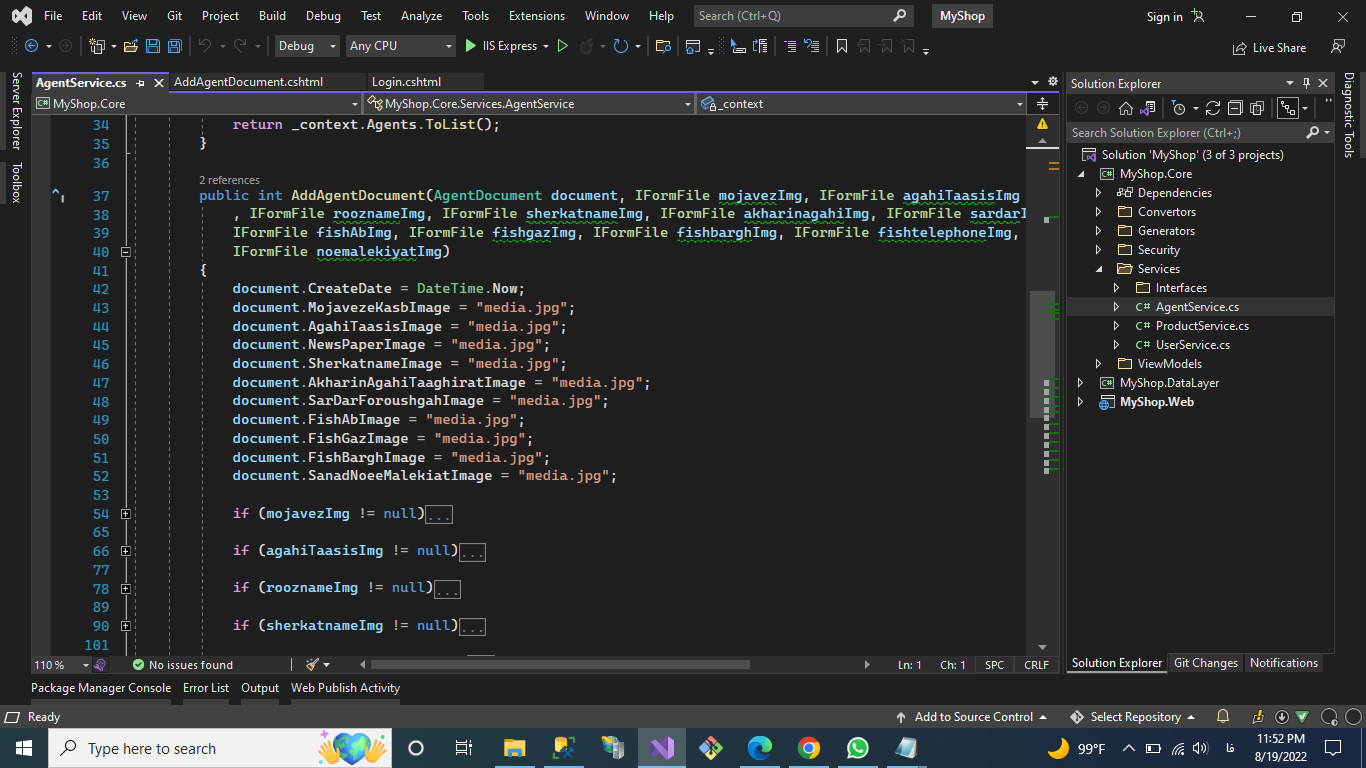 File Edit View Git Project Build Debug Test Analyze Tools Extensions Window Help Search (Ctrl+Q) MyShop Sign in
Debug Any CPU IIS Express Live Share
Server Explorer
Toolbox
AgentService.cs AddAgentDocument.cshtml Login.cshtml
MyShop.Core MyShop.Core.Services.AgentService _context
34 return _context.Agents.ToList();
35 }
36
2 references
37 public int AddAgentDocument(AgentDocument document, IFormFile mojavezImg, IFormFile agahiTaasisImg
38 , IFormFile rooznameImg, IFormFile sherkatnameImg, IFormFile akharinagahiImg, IFormFile sardarI
39 IFormFile fishAbImg, IFormFile fishgazImg, IFormFile fishbarghImg, IFormFile fishtelephoneImg,
40 IFormFile noemalekiyatImg)
41 {
42 document.CreateDate = DateTime.Now;
43 document.MojavezeKasbImage = "media.jpg";
44 document.AgahiTaasisImage = "media.jpg";
45 document.NewsPaperImage = "media.jpg";
46 document.SherkatnameImage = "media.jpg";
47 document.AkharinAgahiTaaghiratImage = "media.jpg";
48 document.SarDarForoushgahImage = "media.jpg";
49 document.FishAbImage = "media.jpg";
50 document.FishGazImage = "media.jpg";
51 document.FishBarghImage = "media.jpg";
52 document.SanadNoeeMalekiatImage = "media.jpg";
53
54 if (mojavezImg != null)...
65
66 if (agahiTaasisImg != null)...
77
78 if (rooznameImg != null)...
89
90 if (sherkatnameImg != null)...
101
110 % No issues found Ln: 1 Ch: 1 SPC CRLF
Solution Explorer
Search Solution Explorer (Ctrl+;)
Solution 'MyShop' (3 of 3 projects)
MyShop.Core
Dependencies
Convertors
Generators
Security
Services
Interfaces
C# AgentService.cs
C# ProductService.cs
C# UserService.cs
ViewModels
MyShop.DataLayer
MyShop.Web
Solution Explorer Git Changes Notifications
Diagnostic Tools
Package Manager Console Error List Output Web Publish Activity
Ready Add to Source Control Select Repository
Type here to search 99°F فا 11:52 PM
8/19/2022